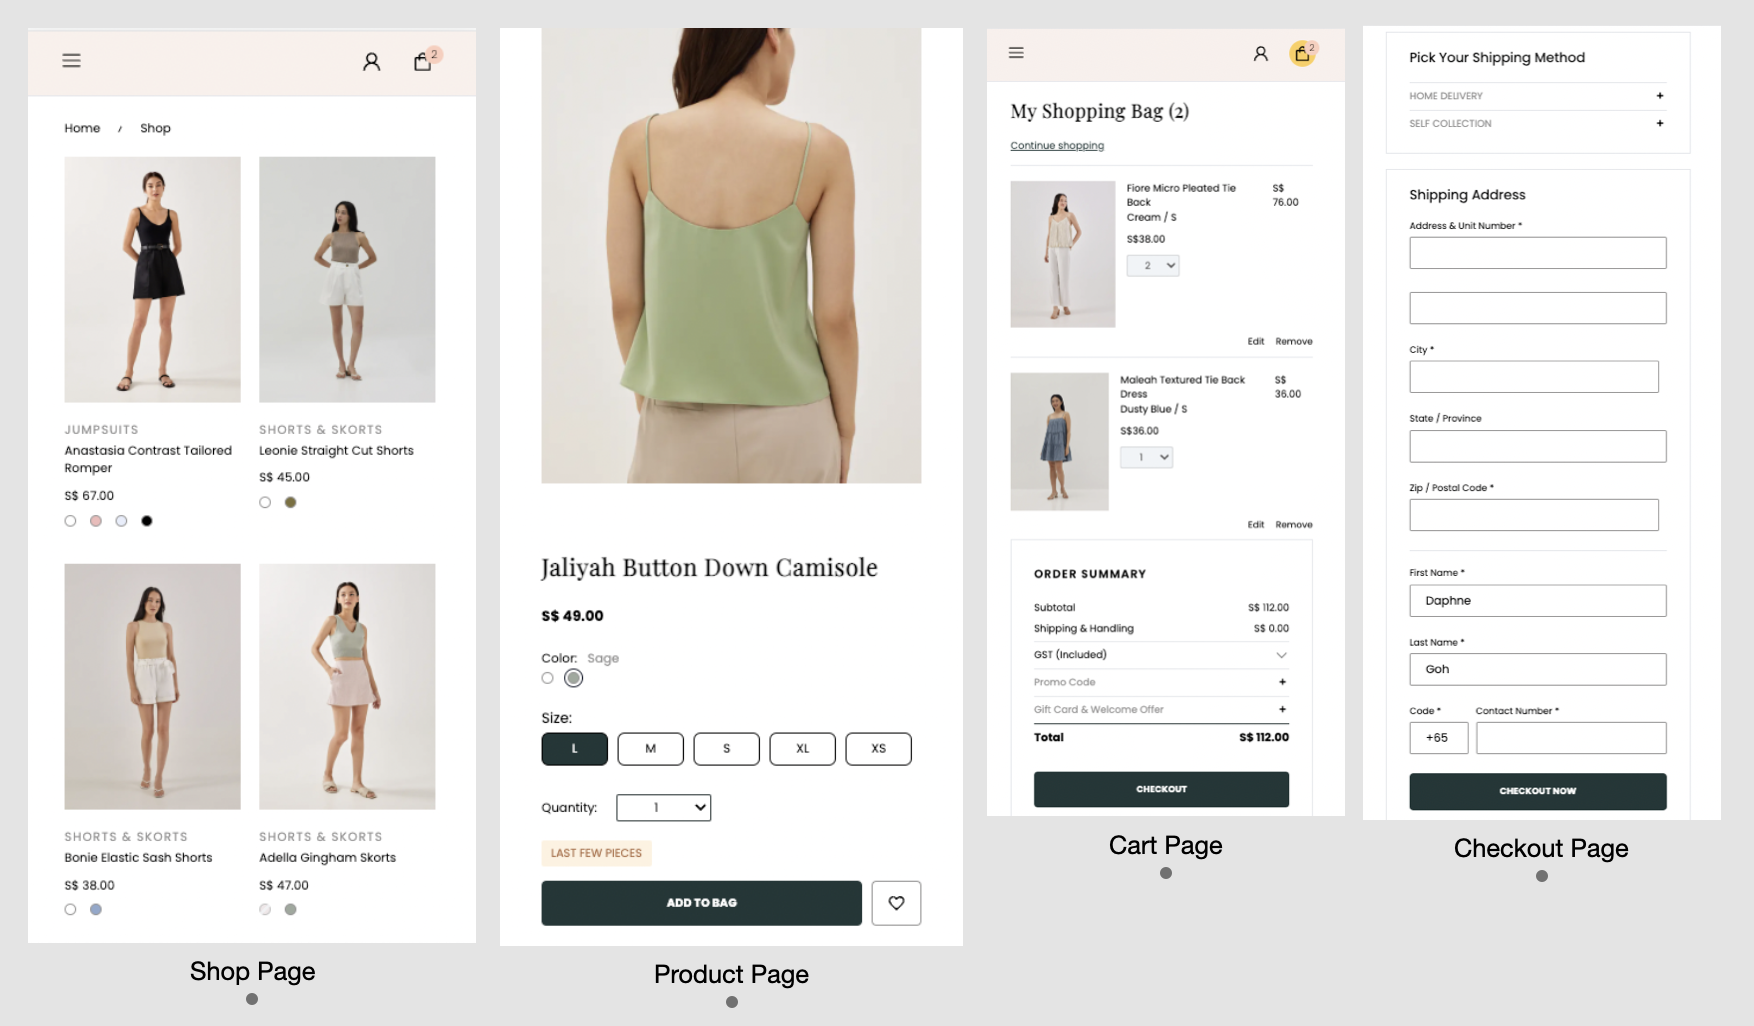 2
Home / Shop
JUMPSUITS
Anastasia Contrast Tailored
Romper
S$ 67.00
SHORTS & SKORTS
Leonie Straight Cut Shorts
S$ 45.00
SHORTS & SKORTS
Bonie Elastic Sash Shorts
S$ 38.00
SHORTS & SKORTS
Adella Gingham Skorts
S$ 47.00
Shop Page
Jaliyah Button Down Camisole
S$ 49.00
Color: Sage
Size:
L M S XL XS
Quantity: 1
LAST FEW PIECES
ADD TO BAG
Product Page
2
My Shopping Bag (2)
Continue shopping
Fiore Micro Pleated Tie
Back
Cream / S
S$38.00
2
S$
76.00
Edit Remove
Maleah Textured Tie Back
Dress
Dusty Blue / S
S$36.00
1
S$
36.00
Edit Remove
ORDER SUMMARY
Subtotal S$ 112.00
Shipping & Handling S$ 0.00
GST (Included)
Promo Code +
Gift Card & Welcome Offer +
Total S$ 112.00
CHECKOUT
Cart Page
Pick Your Shipping Method
HOME DELIVERY +
SELF COLLECTION +
Shipping Address
Address & Unit Number *
City *
State / Province
Zip / Postal Code *
First Name *
Daphne
Last Name *
Goh
Code * Contact Number *
+65
CHECKOUT NOW
Checkout Page